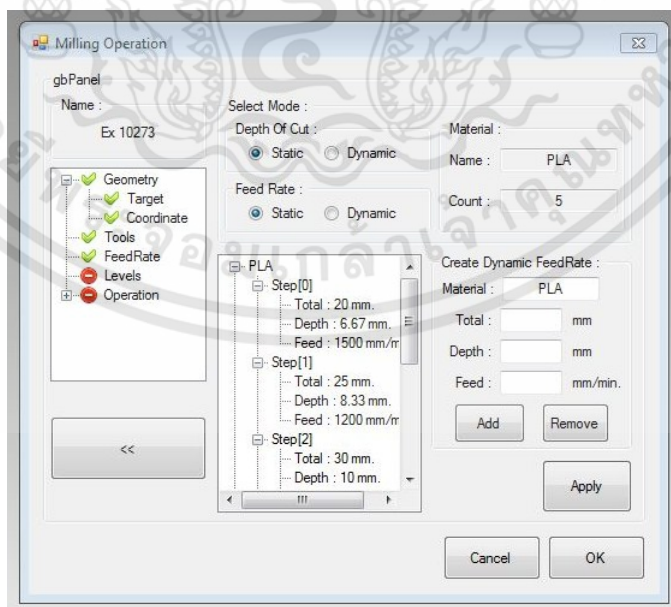 Milling Operation
gbPanel
Name :
Ex 10273
Select Mode :
Depth Of Cut :
Static
Dynamic
Feed Rate :
Static
Dynamic
Material :
Name :
PLA
Count :
5
Geometry
Target
Coordinate
Tools
FeedRate
Levels
Operation
<<
PLA
Step[0]
Total : 20 mm.
Depth : 6.67 mm.
Feed : 1500 mm/m
Step[1]
Total : 25 mm.
Depth : 8.33 mm.
Feed : 1200 mm/m
Step[2]
Total : 30 mm.
Depth : 10 mm.
Create Dynamic FeedRate :
Material :
PLA
Total :
mm
Depth :
mm
Feed :
mm/min.
Add
Remove
Apply
Cancel
OK